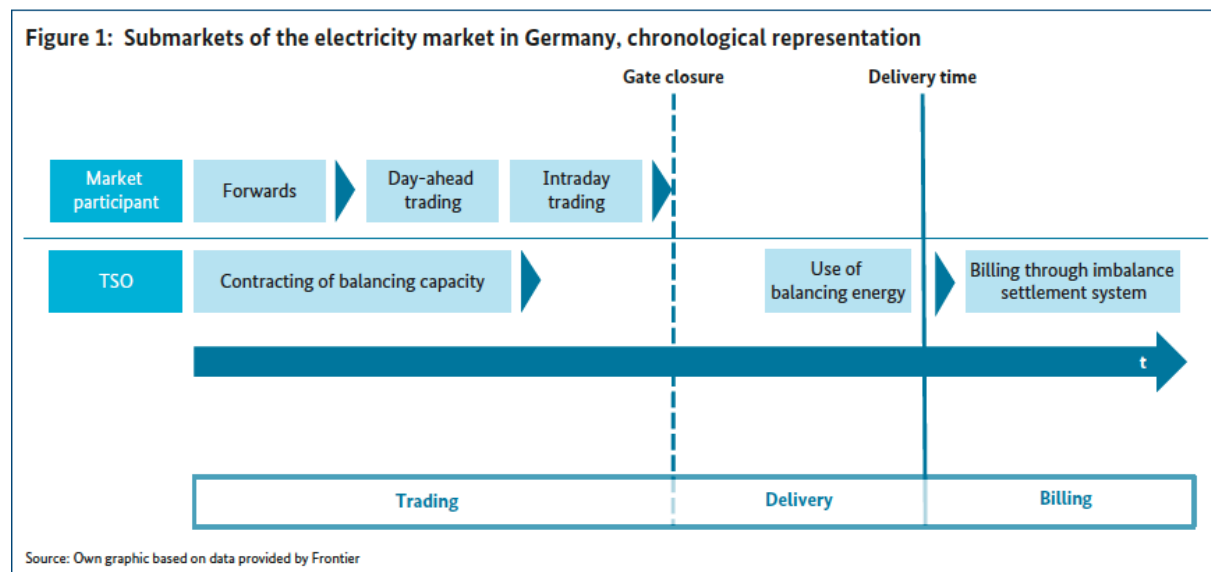 Figure 1: Submarkets of the electricity market in Germany, chronological representation
Gate closure
Delivery time
Market
participant
Forwards
Day-ahead
trading
Intraday
trading
TSO
Contracting of balancing capacity
Use of
balancing energy
Billing through imbalance
settlement system
t
Trading
Delivery
Billing
Source: Own graphic based on data provided by Frontier